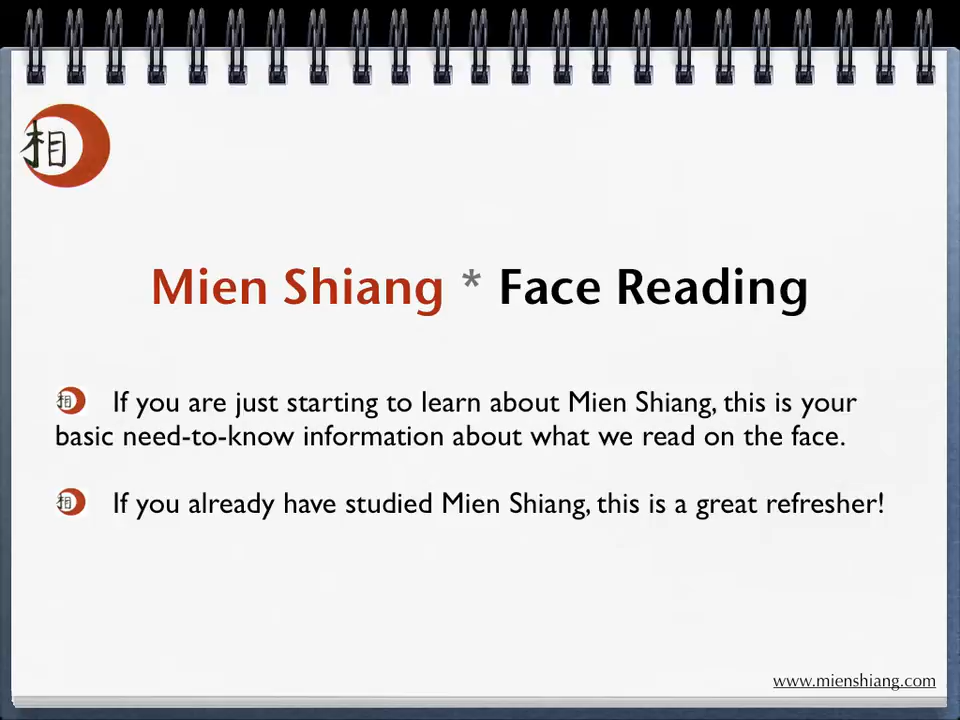 相
Mien Shiang * Face Reading
相 If you are just starting to learn about Mien Shiang, this is your
basic need-to-know information about what we read on the face.
相 If you already have studied Mien Shiang, this is a great refresher!
www.mienshiang.com